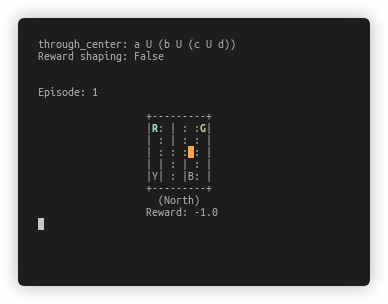 through_center: a U (b U (c U d))
Reward shaping: False
Episode: 1
+---------+
|R: | : :G|
| : | : : |
| : : : : |
| | : | : |
|Y| : |B: |
+---------+
(North)
Reward: -1.0